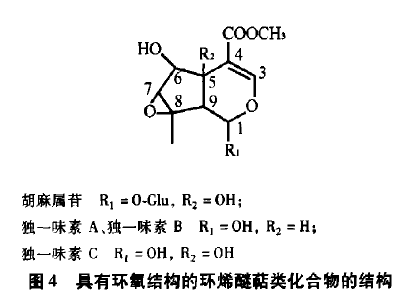 COOCH₃
HO
R₂
4
3
6
5
7
8
9
O
O
1
R₁
胡麻属苷 R₁ = O-Glu, R₂ = OH;
独一味素 A、独一味素 B R₁ = OH, R₂ = H;
独一味素 C R₁ = OH, R₂ = OH
图 4 具有环氧结构的环烯醚萜类化合物的结构